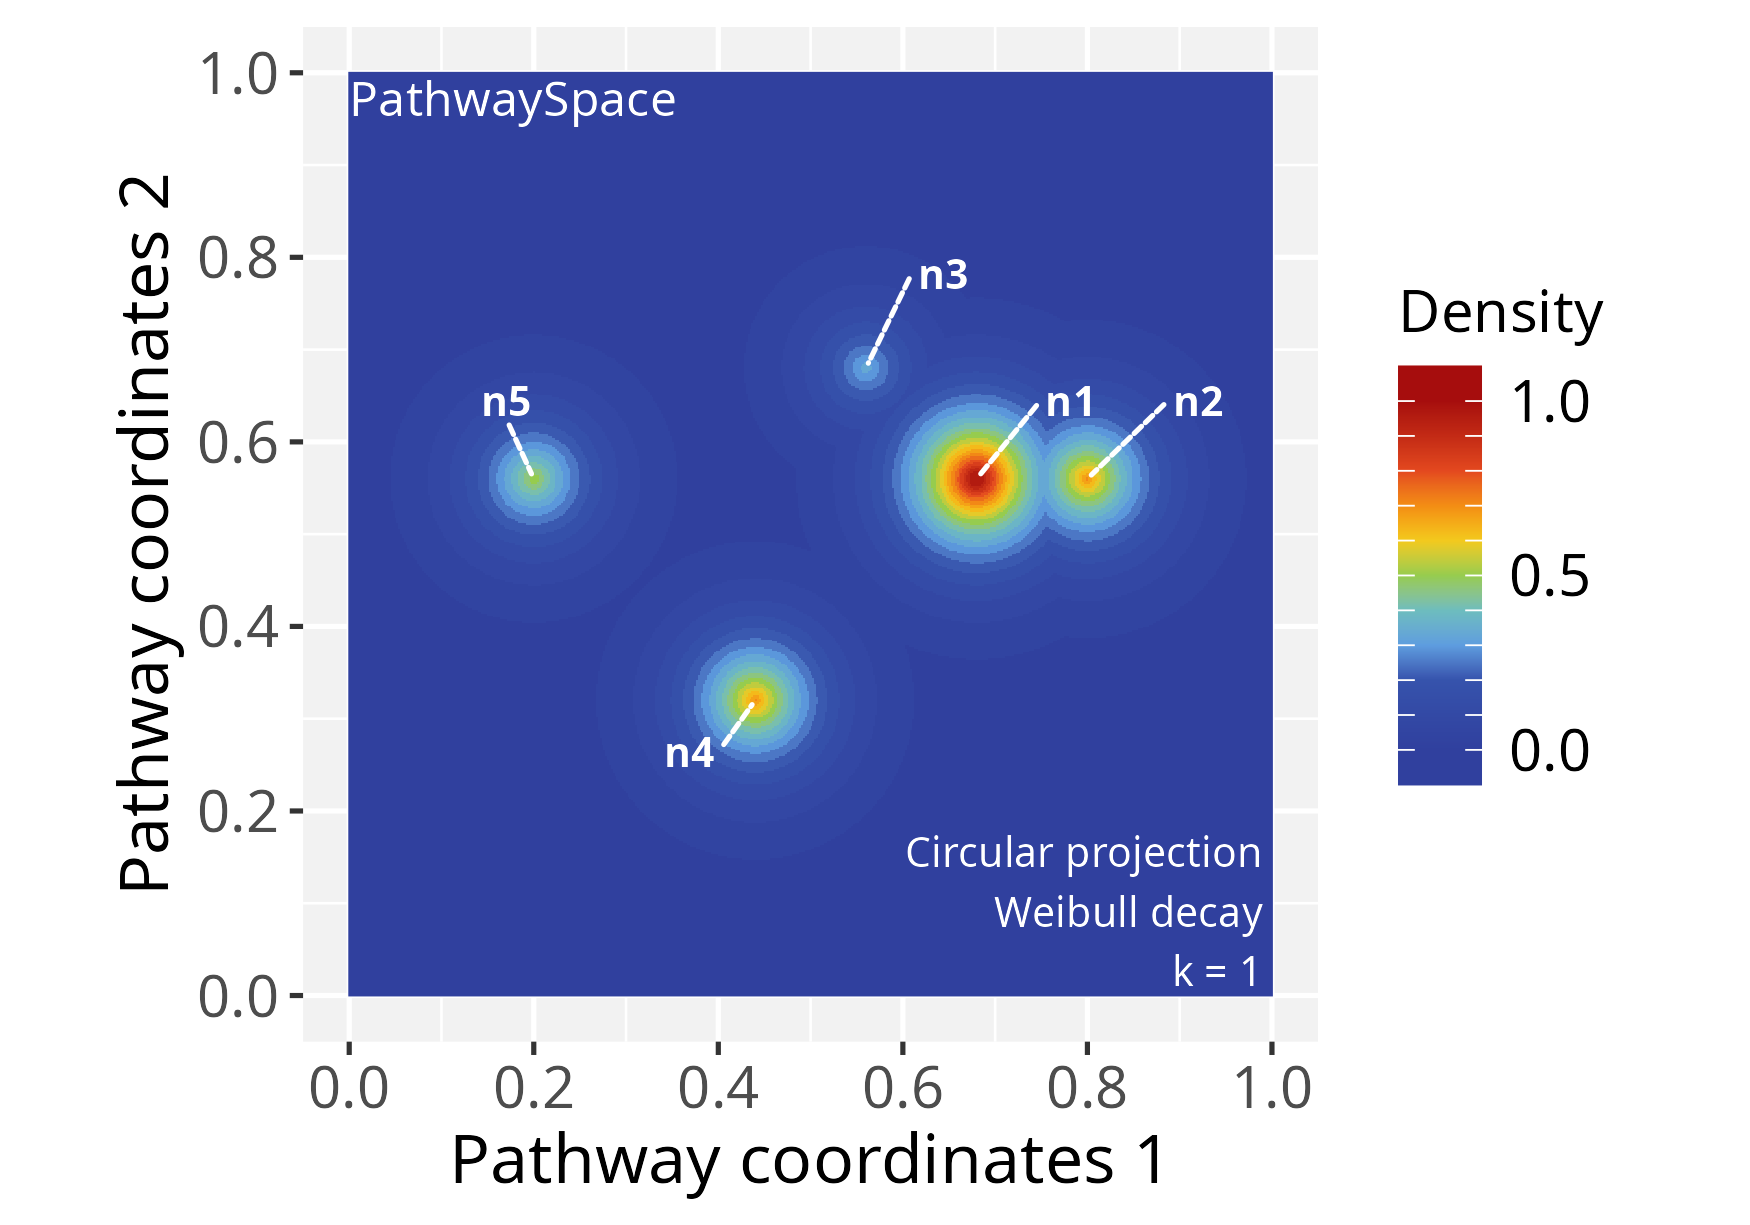 PathwaySpace
n3
n5
n1
n2
n4
Circular projection
Weibull decay
k = 1
1.0
0.8
0.6
0.4
0.2
0.0
Pathway coordinates 2
0.0 0.2 0.4 0.6 0.8 1.0
Pathway coordinates 1
Density
1.0
0.5
0.0